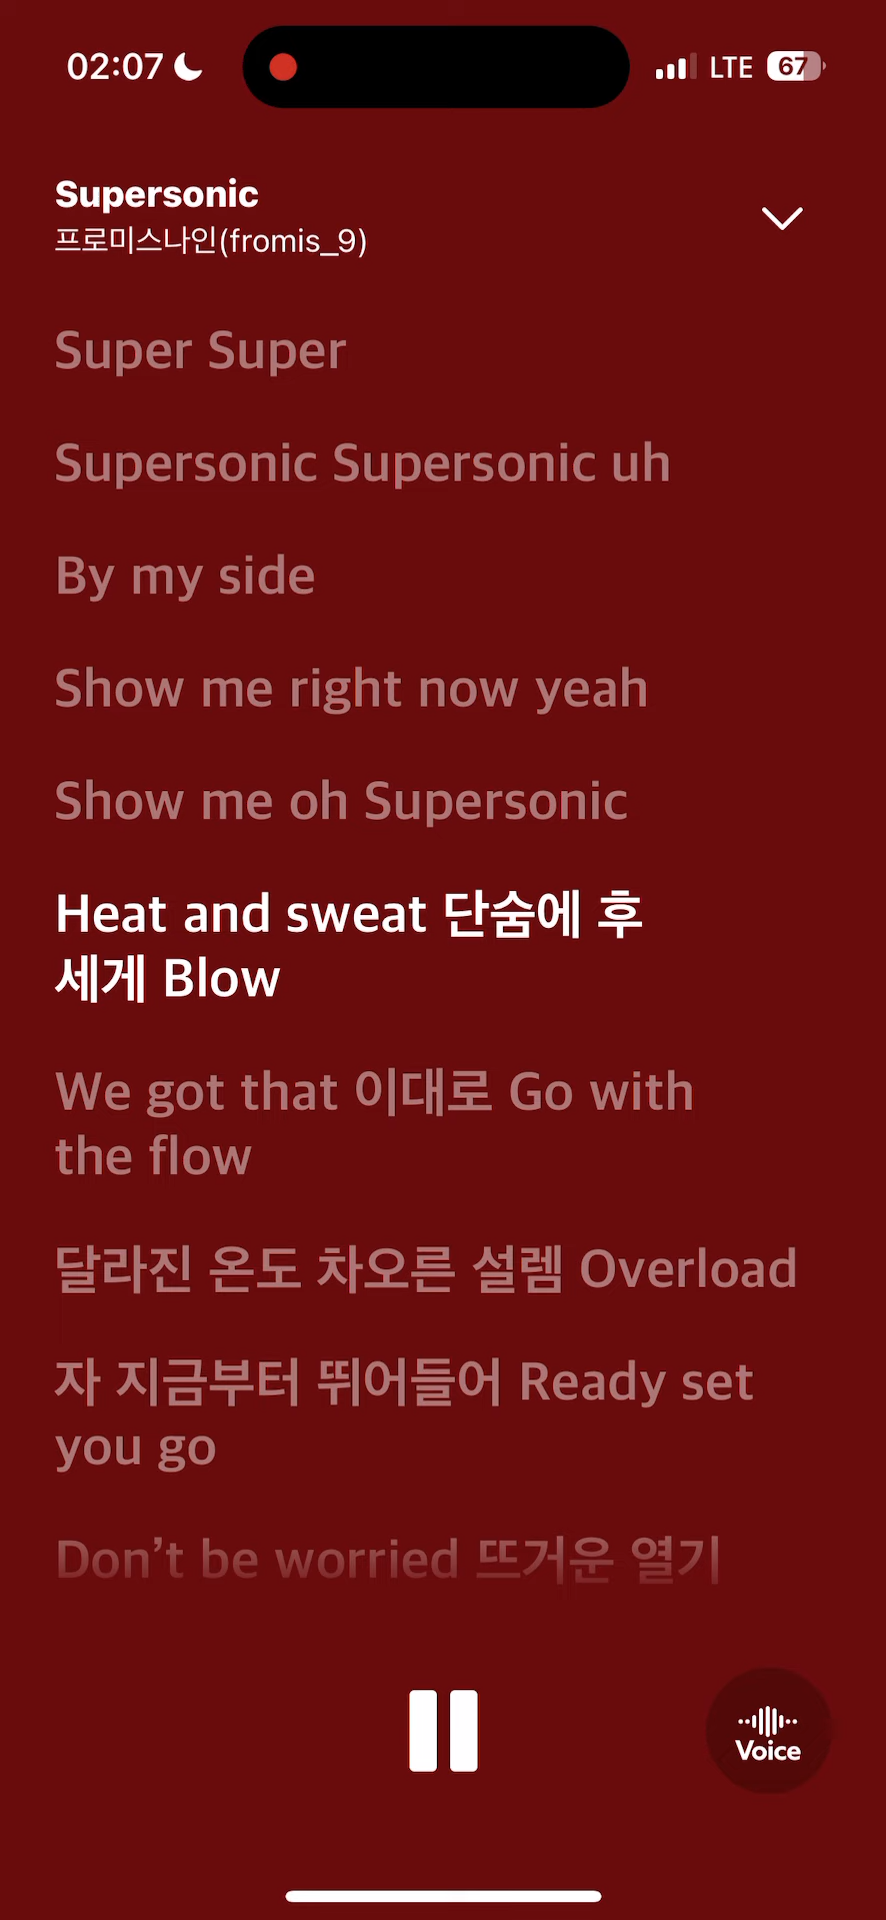 02:07
LTE
67
Supersonic
프로미스나인(fromis_9)
Super Super
Supersonic Supersonic uh
By my side
Show me right now yeah
Show me oh Supersonic
Heat and sweat 단숨에 후
세게 Blow
We got that 이대로 Go with
the flow
달라진 온도 차오른 설렘 Overload
자 지금부터 뛰어들어 Ready set
you go
Don’t be worried 뜨거운 열기
Voice